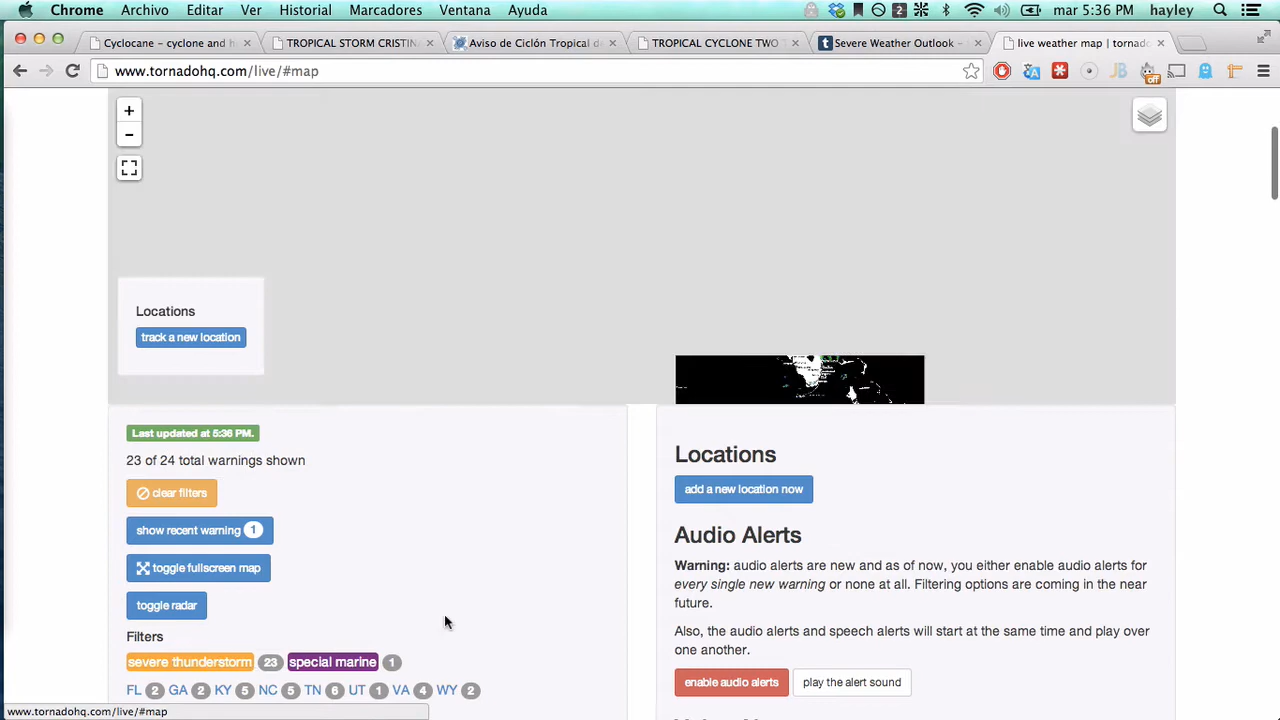 Chrome Archivo Editar Ver Historial Marcadores Ventana Ayuda 2 mar 5:36 PM hayley
Cyclocane - cyclone and h TROPICAL STORM CRISTIN Aviso de Ciclón Tropical de TROPICAL CYCLONE TWO T Severe Weather Outlook - live weather map | tornado
www.tornadohq.com/live/#map
JB off
+
−
Locations
track a new location
Last updated at 5:36 PM.
23 of 24 total warnings shown
clear filters
show recent warning 1
toggle fullscreen map
toggle radar
Filters
severe thunderstorm 23 special marine 1
FL 2 GA 2 KY 5 NC 5 TN 6 UT 1 VA 4 WY 2
Locations
add a new location now
Audio Alerts
Warning: audio alerts are new and as of now, you either enable audio alerts for
every single new warning or none at all. Filtering options are coming in the near
future.
Also, the audio alerts and speech alerts will start at the same time and play over
one another.
enable audio alerts play the alert sound
www.tornadohq.com/live/#map